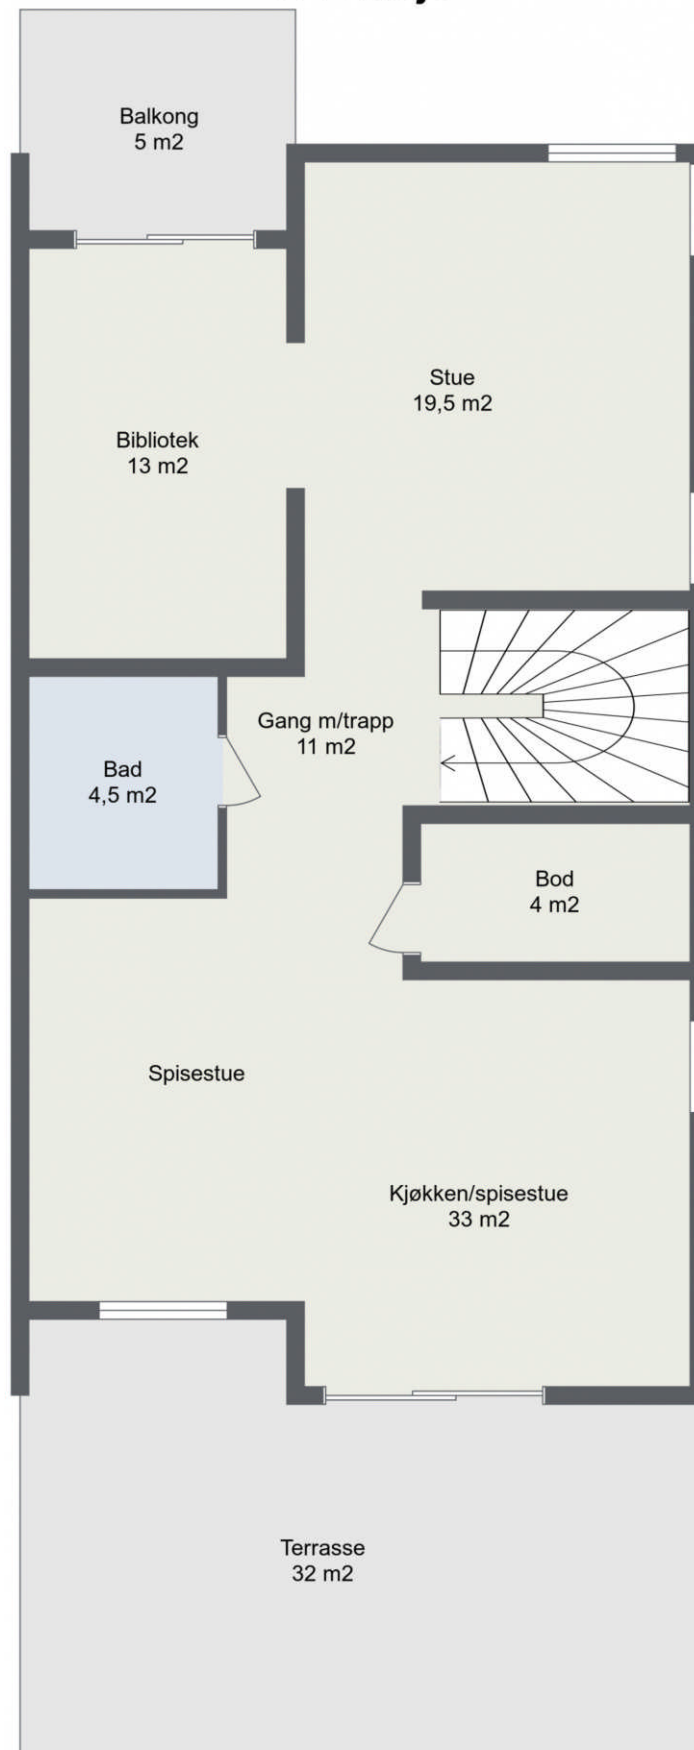 Balkong
5 m2
Stue
19,5 m2
Bibliotek
13 m2
Gang m/trapp
11 m2
Bad
4,5 m2
Bod
4 m2
Spisestue
Kjøkken/spisestue
33 m2
Terrasse
32 m2